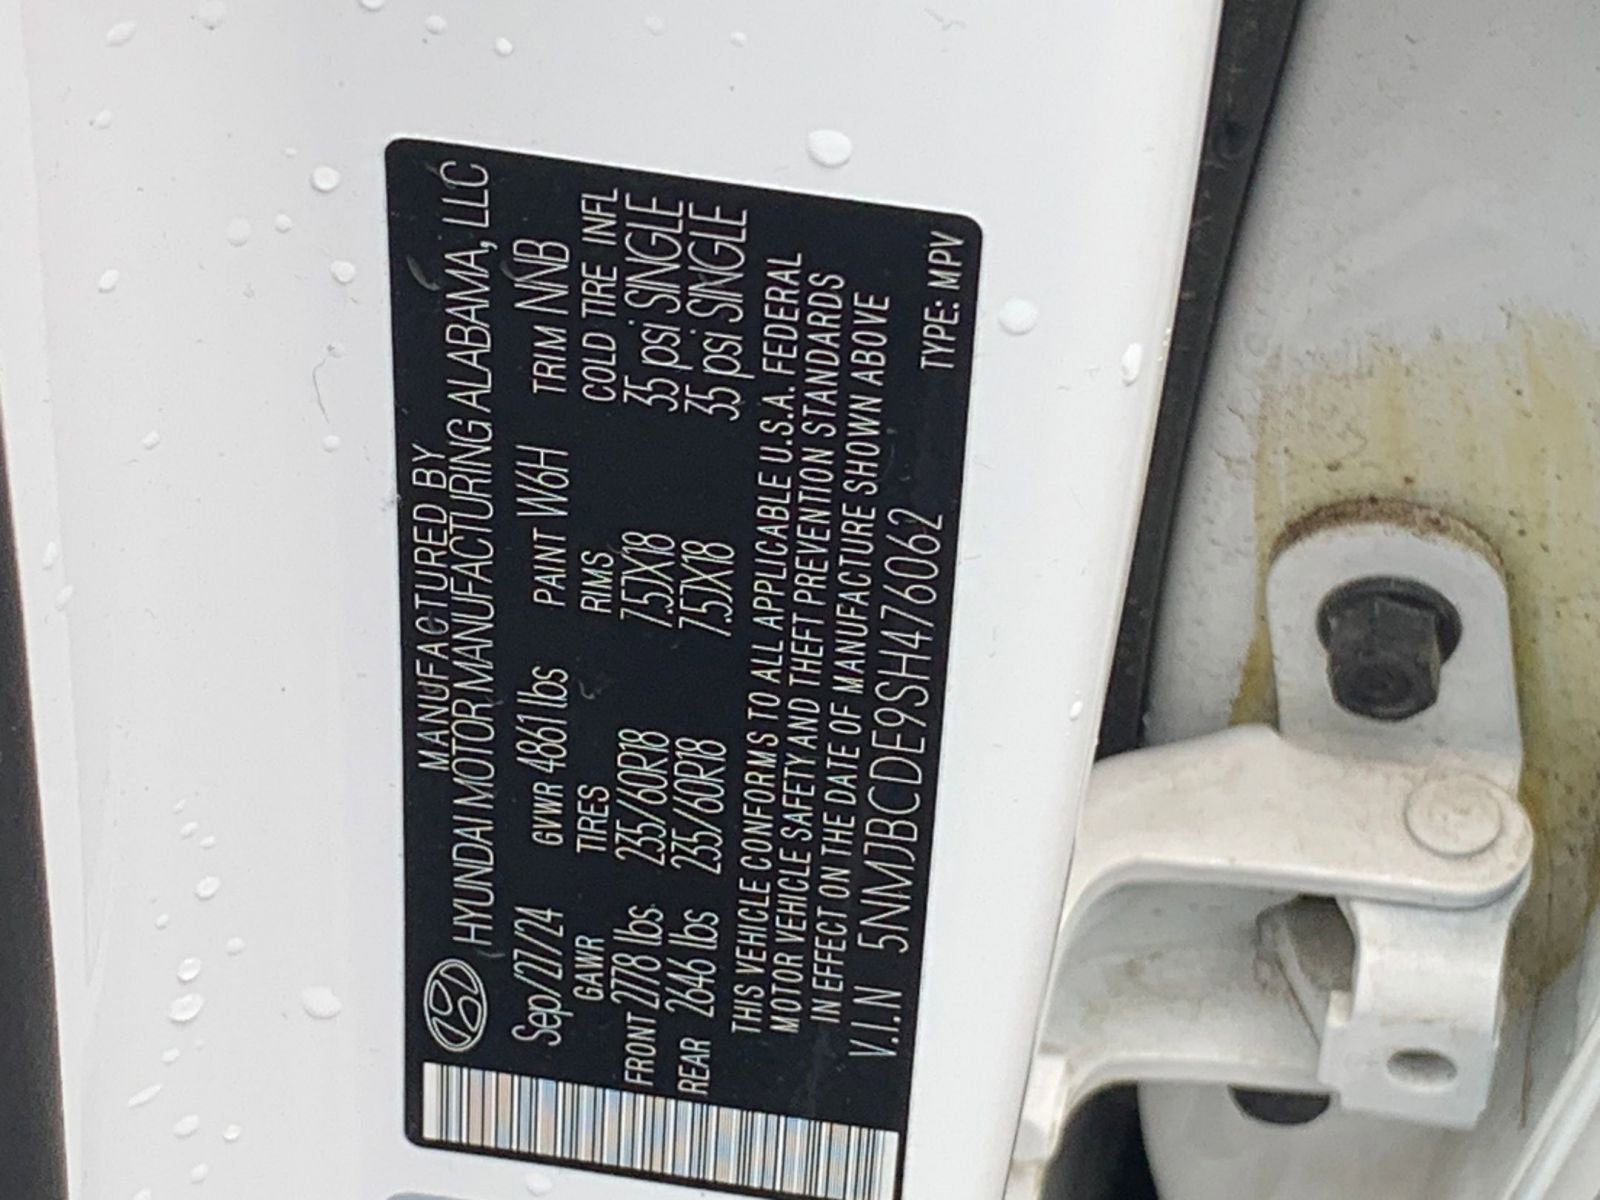 MANUFACTURED BY
HYUNDAI MOTOR MANUFACTURING ALABAMA, LLC
Sep/27/24 GVWR 4861 lbs PAINT W6H TRIM NNB
GAWR TIRES RIMS COLD TIRE INFL
FRONT 2778 lbs 235/60R18 7.5JX18 35 psi SINGLE
REAR 2646 lbs 235/60R18 7.5JX18 35 psi SINGLE
THIS VEHICLE CONFORMS TO ALL APPLICABLE U.S.A. FEDERAL
MOTOR VEHICLE SAFETY AND THEFT PREVENTION STANDARDS
IN EFFECT ON THE DATE OF MANUFACTURE SHOWN ABOVE
V.I.N 5NMJBCDE9SH476062 TYPE: MPV